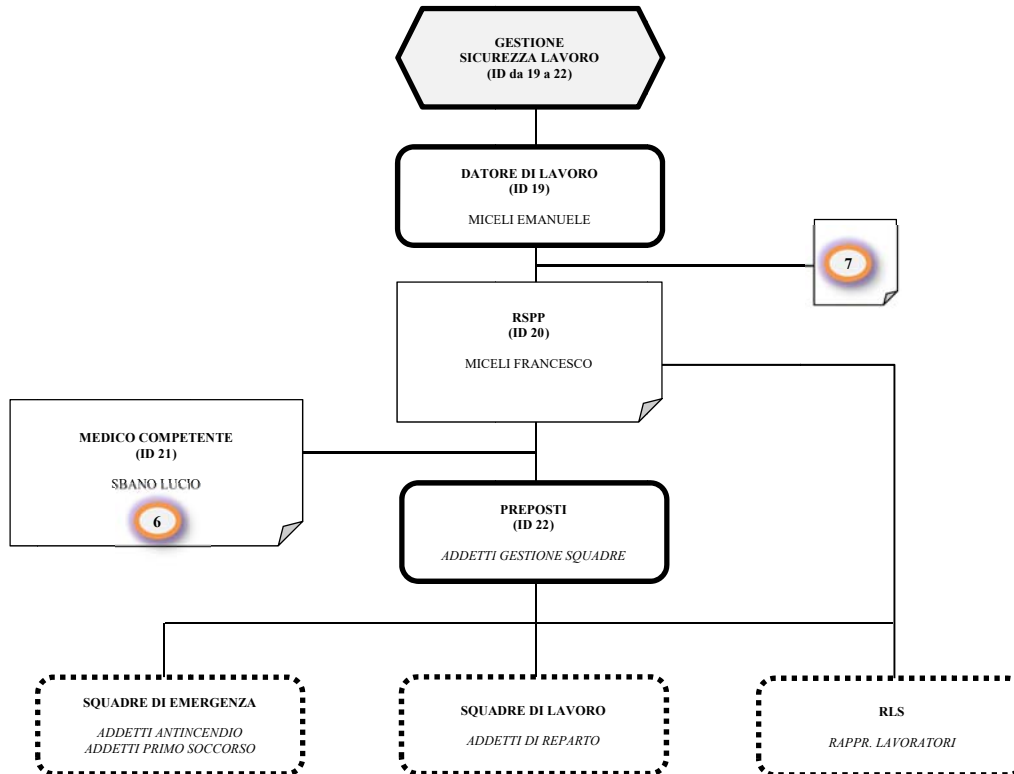 GESTIONE
SICUREZZA LAVORO
(ID da 19 a 22)
DATORE DI LAVORO
(ID 19)
MICELI EMANUELE
7
RSPP
(ID 20)
MICELI FRANCESCO
MEDICO COMPETENTE
(ID 21)
SBANO LUCIO
6
PREPOSTI
(ID 22)
ADDETTI GESTIONE SQUADRE
SQUADRE DI EMERGENZA
ADDETTI ANTINCENDIO
ADDETTI PRIMO SOCCORSO
SQUADRE DI LAVORO
ADDETTI DI REPARTO
RLS
RAPPR. LAVORATORI